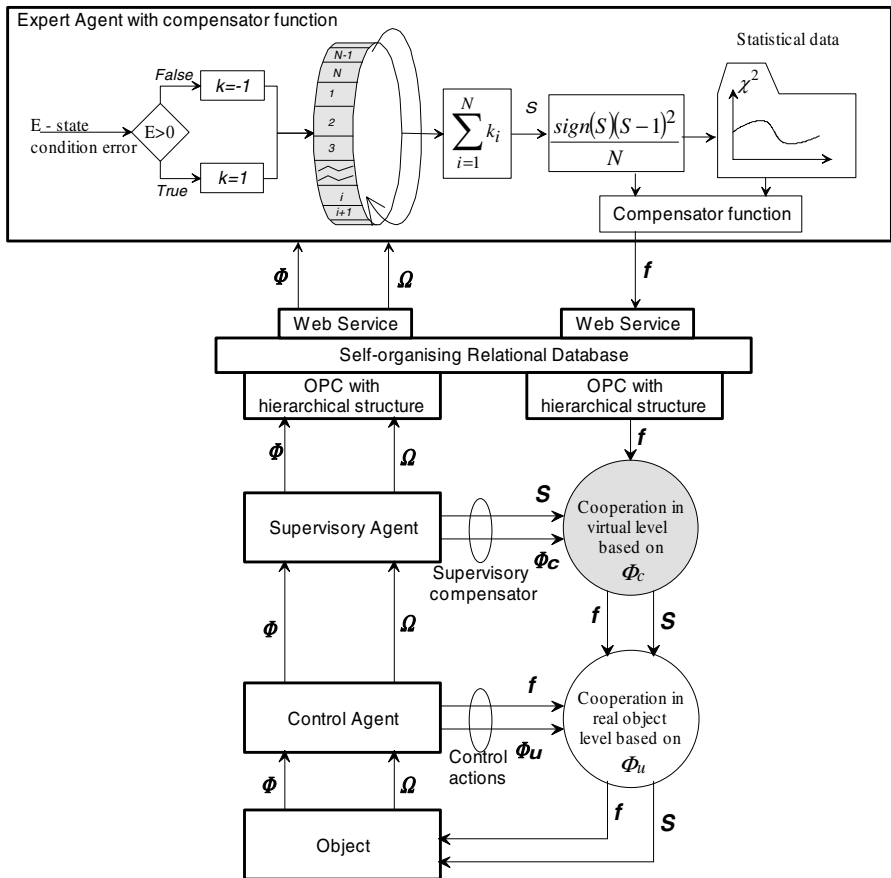 Expert Agent with compensator function
Statistical data
False
k=-1
E - state
condition error
E>0
True
k=1
N-1
N
1
2
3
i
i+1
\sum_{i=1}^{N} k_i
S
\frac{sign(S)(S-1)^2}{N}
χ²
Compensator function
Φ
Ω
f
Web Service
Web Service
Self-organising Relational Database
OPC with
hierarchical structure
OPC with
hierarchical structure
Φ
Ω
f
Supervisory Agent
S
Φc
Supervisory
compensator
Cooperation in
virtual level
based on
Φc
Φ
Ω
f
S
Control Agent
f
Φu
Control
actions
Cooperation in
real object
level based on
Φu
Φ
Ω
f
S
Object